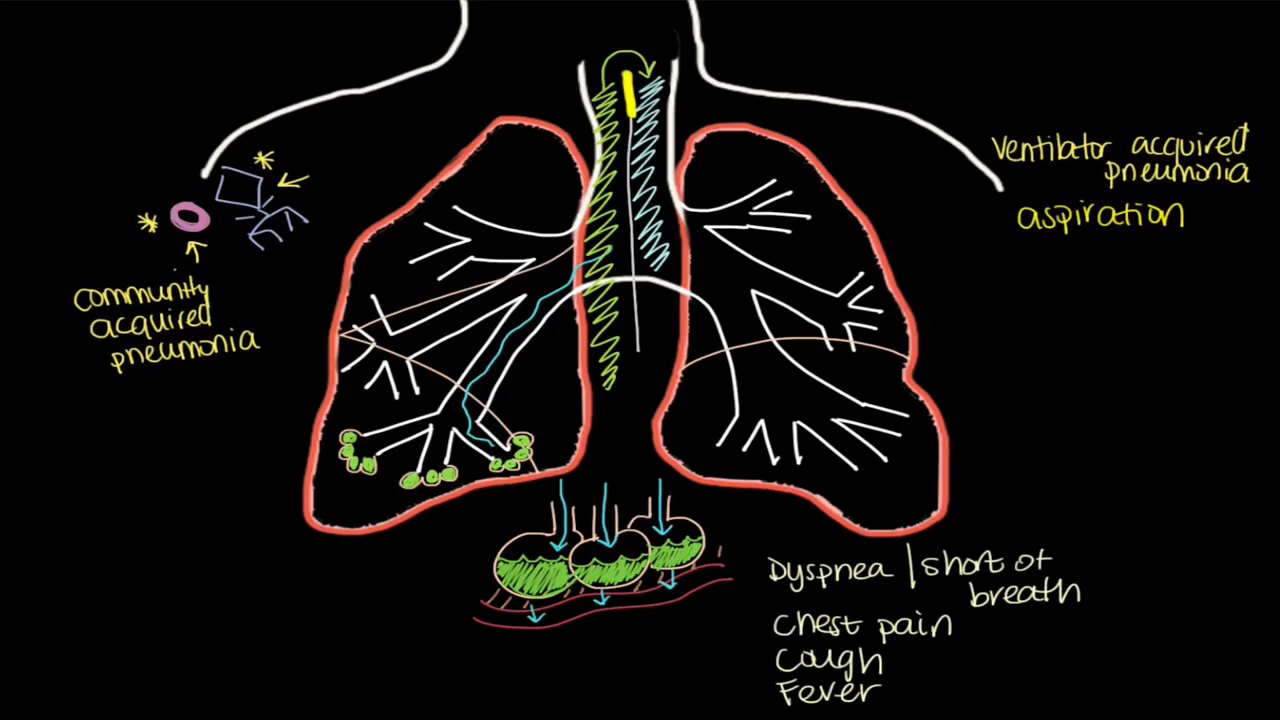 Ventilator acquired
pneumonia
aspiration
community
acquired
pneumonia
Dyspnea | short of
breath
Chest pain
Cough
Fever